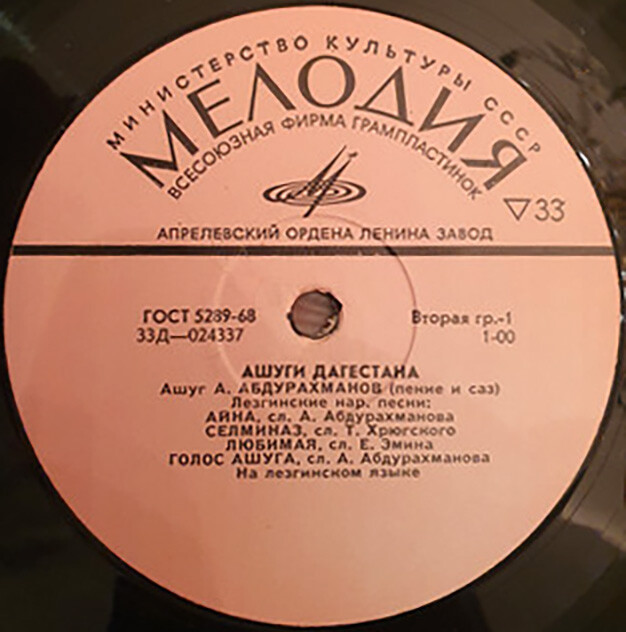 МИНИСТЕРСТВО КУЛЬТУРЫ СССР
МЕЛОДИЯ
ВСЕСОЮЗНАЯ ФИРМА ГРАМПЛАСТИНОК
▽33
АПРЕЛЕВСКИЙ ОРДЕНА ЛЕНИНА ЗАВОД
ГОСТ 5289-68
33Д—024337
Вторая гр.-1
1-00
АШУГИ ДАГЕСТАНА
Ашуг А. АБДУРАХМАНОВ (пение и саз)
Лезгинские нар. песни:
АЙНА, сл. А. Абдурахманова
СЕЛМИНАЗ, сл. Т. Хрюгского
ЛЮБИМАЯ, сл. Е. Эмина
ГОЛОС АШУГА, сл. А. Абдурахманова
На лезгинском языке